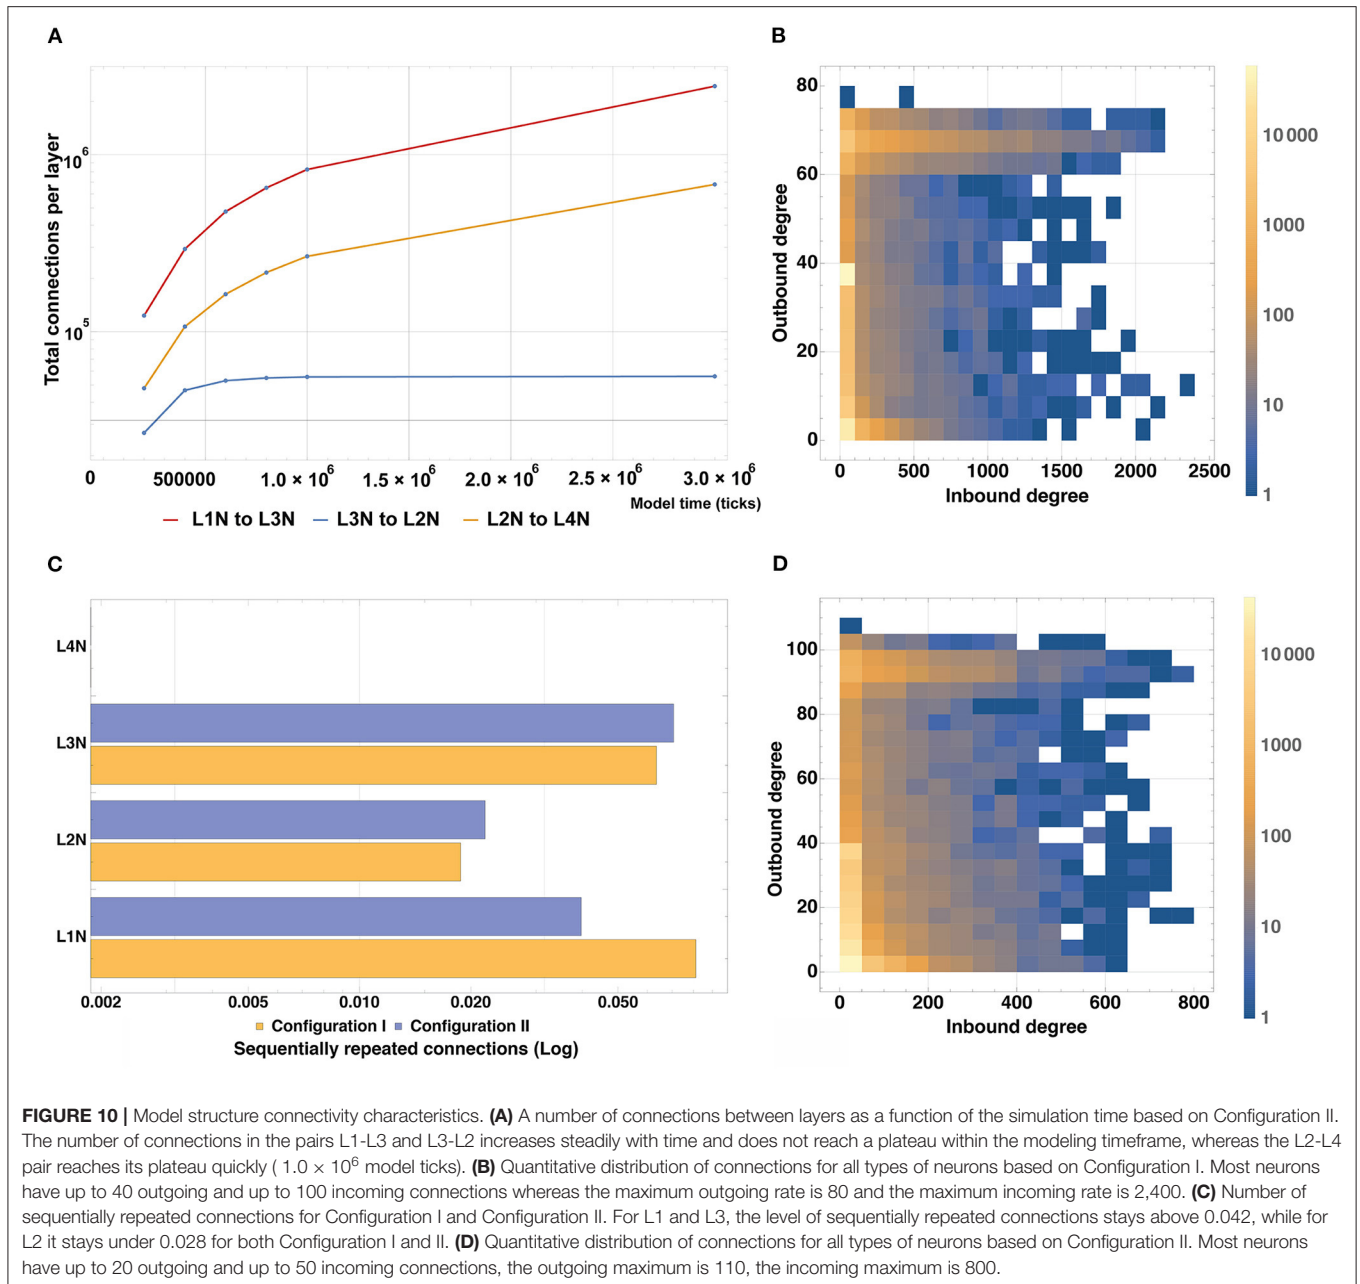 A
Total connections per layer
10^6
10^5
0 500000 1.0 × 10^6 1.5 × 10^6 2.0 × 10^6 2.5 × 10^6 3.0 × 10^6
Model time (ticks)
L1N to L3N L3N to L2N L2N to L4N
B
Outbound degree
80
60
40
20
0
0 500 1000 1500 2000 2500
Inbound degree
10000
1000
100
10
1
C
L4N
L3N
L2N
L1N
0.002 0.005 0.010 0.020 0.050
Configuration I Configuration II
Sequentially repeated connections (Log)
D
Outbound degree
100
80
60
40
20
0
0 200 400 600 800
Inbound degree
10000
1000
100
10
1
FIGURE 10 | Model structure connectivity characteristics. (A) A number of connections between layers as a function of the simulation time based on Configuration II.
The number of connections in the pairs L1-L3 and L3-L2 increases steadily with time and does not reach a plateau within the modeling timeframe, whereas the L2-L4
pair reaches its plateau quickly ( 1.0 × 10^6 model ticks). (B) Quantitative distribution of connections for all types of neurons based on Configuration I. Most neurons
have up to 40 outgoing and up to 100 incoming connections whereas the maximum outgoing rate is 80 and the maximum incoming rate is 2,400. (C) Number of
sequentially repeated connections for Configuration I and Configuration II. For L1 and L3, the level of sequentially repeated connections stays above 0.042, while for
L2 it stays under 0.028 for both Configuration I and II. (D) Quantitative distribution of connections for all types of neurons based on Configuration II. Most neurons
have up to 20 outgoing and up to 50 incoming connections, the outgoing maximum is 110, the incoming maximum is 800.